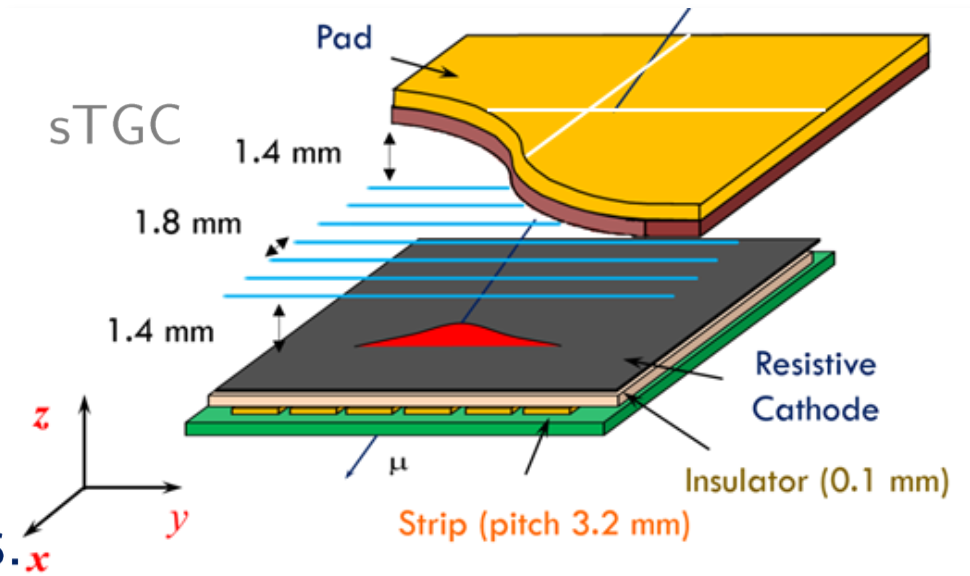 Pad
sTGC
1.4 mm
1.8 mm
1.4 mm
Resistive
Cathode
z
μ
Insulator (0.1 mm)
Strip (pitch 3.2 mm)
y
x